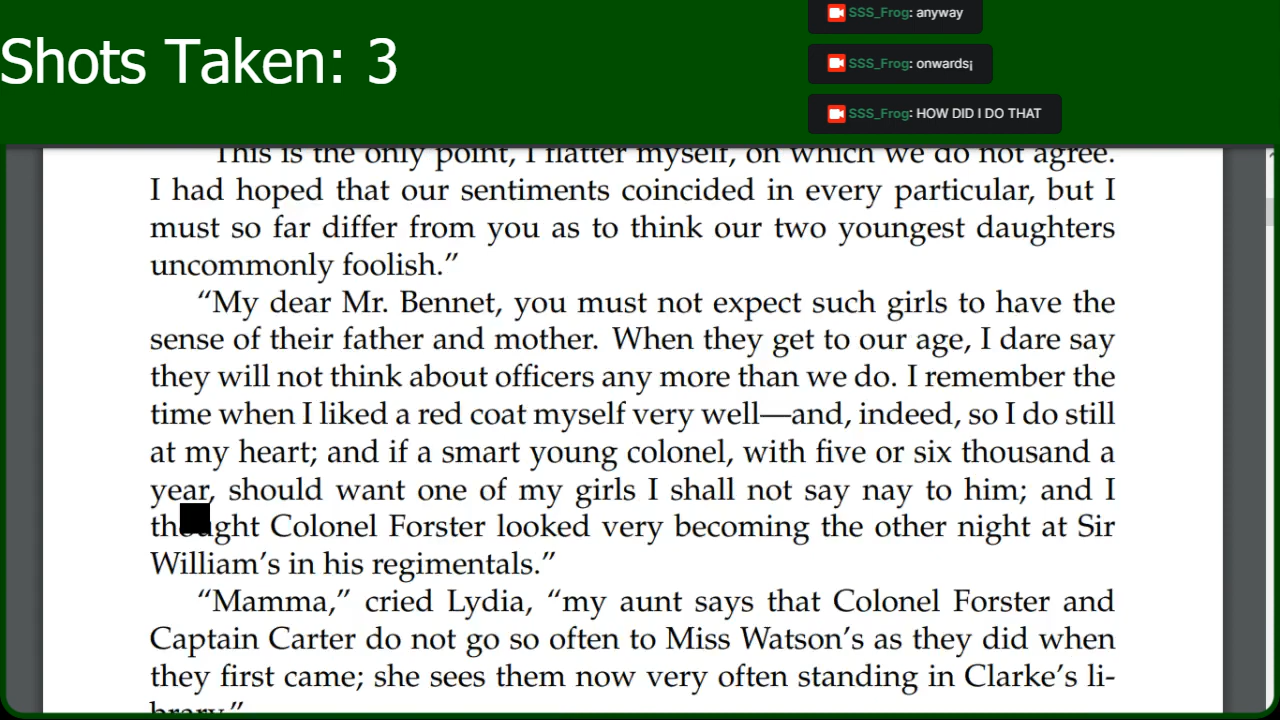 Shots Taken: 3
SSS_Frog: anyway
SSS_Frog: onwards¡
SSS_Frog: HOW DID I DO THAT
This is the only point, I flatter myself, on which we do not agree.
I had hoped that our sentiments coincided in every particular, but I
must so far differ from you as to think our two youngest daughters
uncommonly foolish.”
“My dear Mr. Bennet, you must not expect such girls to have the
sense of their father and mother. When they get to our age, I dare say
they will not think about officers any more than we do. I remember the
time when I liked a red coat myself very well—and, indeed, so I do still
at my heart; and if a smart young colonel, with five or six thousand a
year, should want one of my girls I shall not say nay to him; and I
thought Colonel Forster looked very becoming the other night at Sir
William’s in his regimentals.”
“Mamma,” cried Lydia, “my aunt says that Colonel Forster and
Captain Carter do not go so often to Miss Watson’s as they did when
they first came; she sees them now very often standing in Clarke’s li-
brary.”